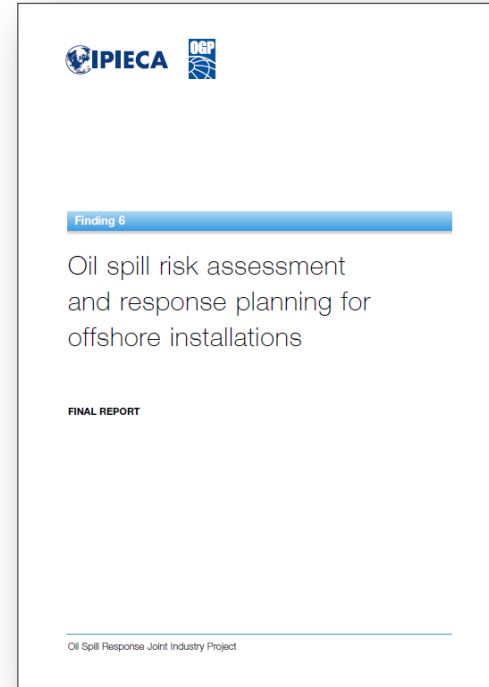 IPIECA
OGP
Finding 6
Oil spill risk assessment
and response planning for
offshore installations
FINAL REPORT
Oil Spill Response Joint Industry Project